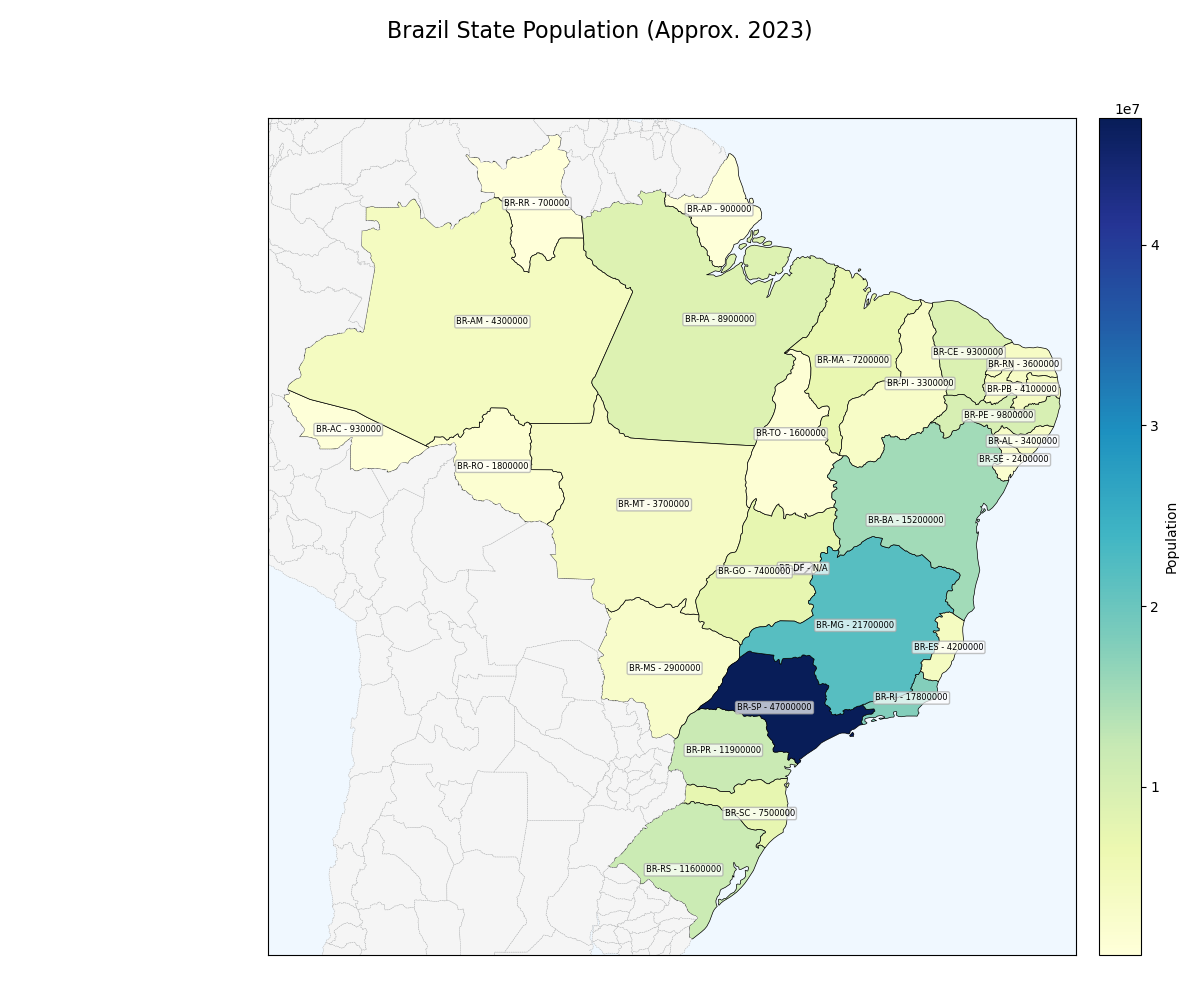 Brazil State Population (Approx. 2023)
1e7
BR-RR - 700000
BR-AP - 900000
4
BR-PA - 8900000
BR-AM - 4300000
BR-CE - 9300000
BR-MA - 7200000
BR-RN - 3600000
BR-PI - 3300000
BR-PB - 4100000
BR-PE - 9800000
3
BR-AC - 930000
BR-TO - 1600000
BR-AL - 3400000
BR-SE - 2400000
BR-RO - 1800000
BR-MT - 3700000
BR-BA - 15200000
Population
BR-DF - N/A
BR-GO - 7400000
2
BR-MG - 21700000
BR-ES - 4200000
BR-MS - 2900000
BR-RJ - 17800000
BR-SP - 47000000
BR-PR - 11900000
1
BR-SC - 7500000
BR-RS - 11600000